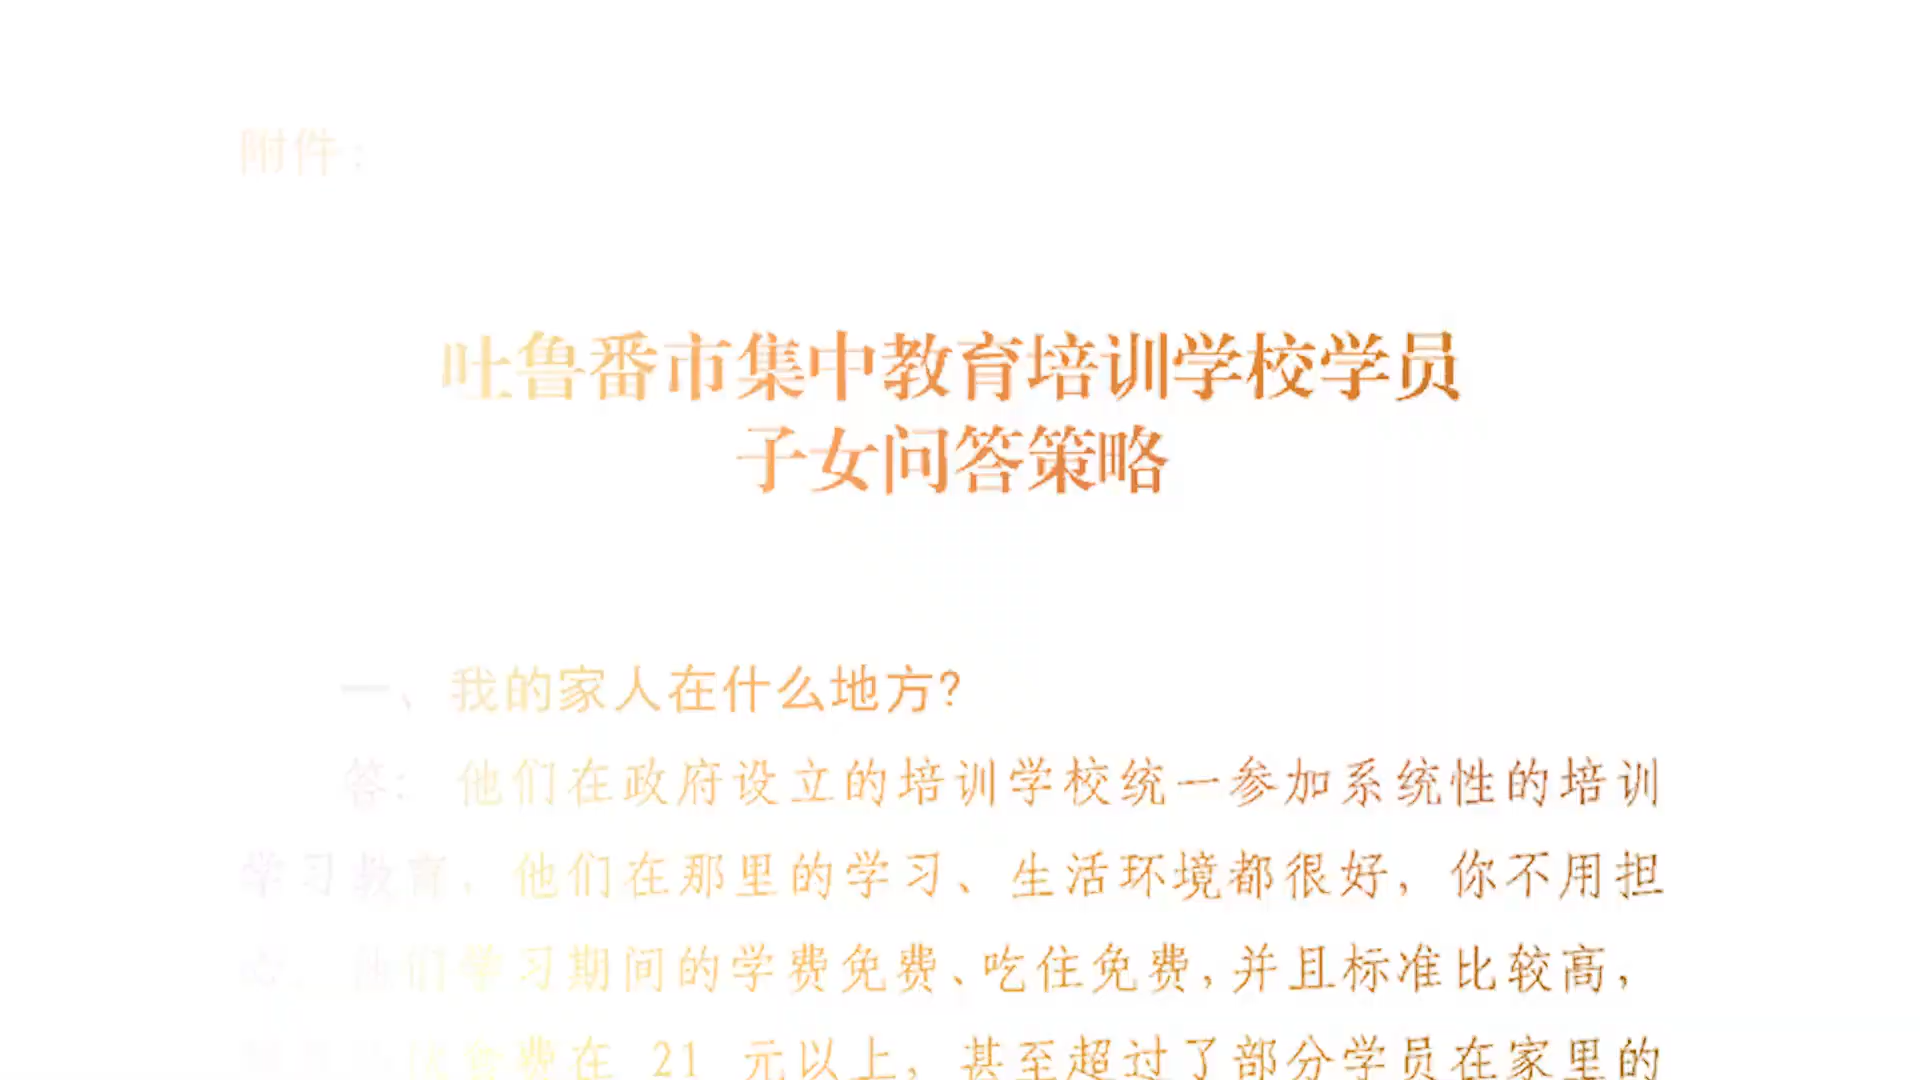 附件：
吐鲁番市集中教育培训学校学员
子女问答策略
一、我的家人在什么地方?
答：他们在政府设立的培训学校统一参加系统性的培训
学习教育，他们在那里的学习、生活环境都很好，你不用担
心。他们学习期间的学费免费、吃住免费，并且标准比较高，
伙食费在 21 元以上，甚至超过了部分学员在家里的